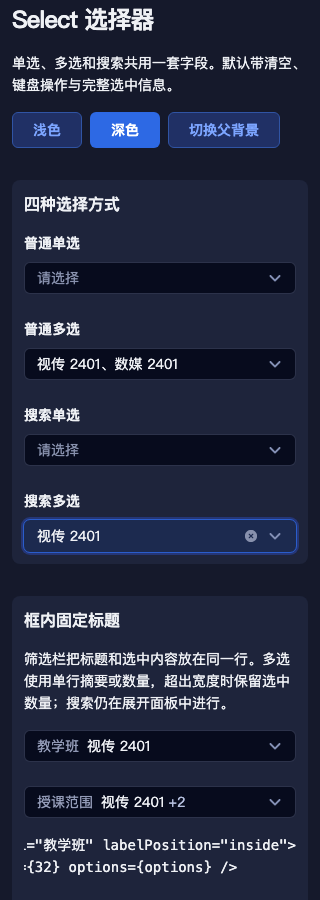 Select 选择器
单选、多选和搜索共用一套字段。默认带清空、
键盘操作与完整选中信息。
浅色 深色 切换父背景
四种选择方式
普通单选
请选择
普通多选
视传 2401、数媒 2401
搜索单选
请选择
搜索多选
视传 2401
框内固定标题
筛选栏把标题和选中内容放在同一行。多选
使用单行摘要或数量，超出宽度时保留选中
数量；搜索仍在展开面板中进行。
教学班 视传 2401
授课范围 视传 2401 +2
="教学班" labelPosition="inside">
={32} options={options} />